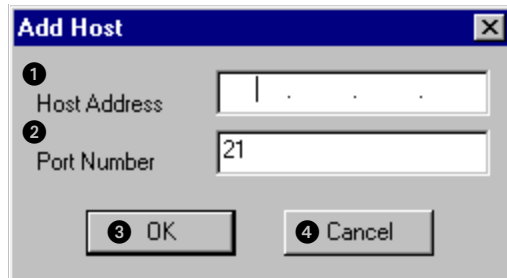 Add Host
1
Host Address . . .
2
Port Number 21
3 OK 4 Cancel